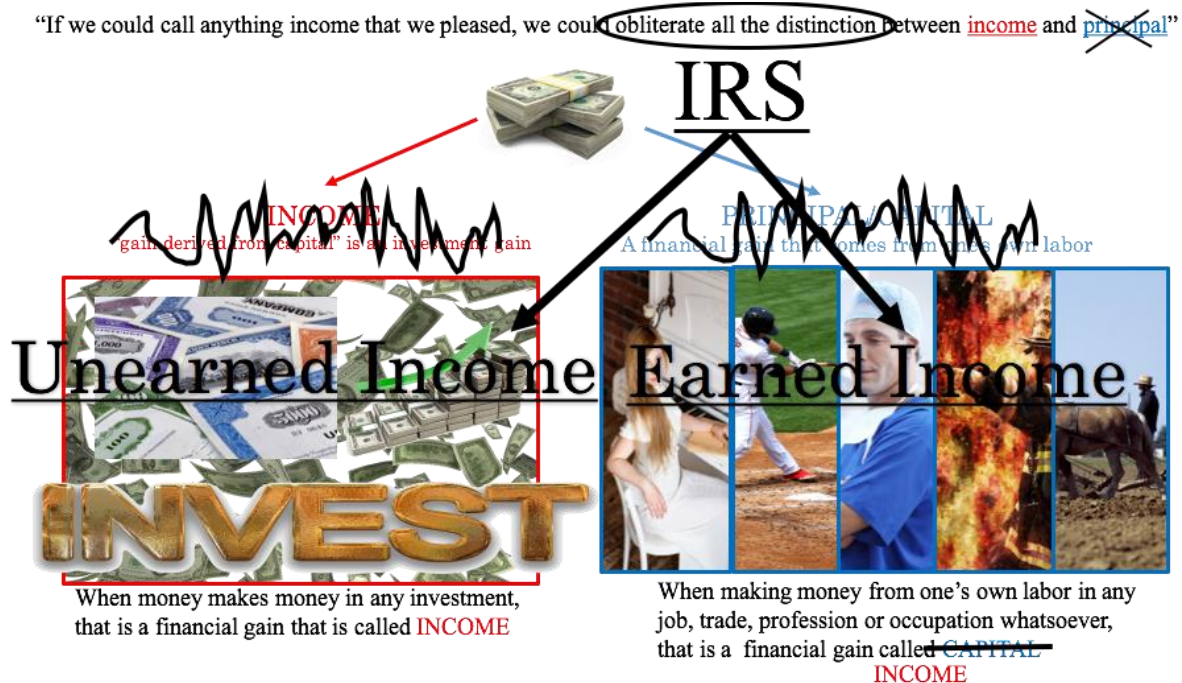 “If we could call anything income that we pleased, we could obliterate all the distinction between income and principal”
IRS
INCOME
“gain derived from capital” is an investment gain
PRINCIPAL/CAPITAL
A financial gain that comes from one’s own labor
COMPANY
100
5000
100
Unearned Income
Earned Income
INVEST
When money makes money in any investment,
that is a financial gain that is called INCOME
When making money from one’s own labor in any
job, trade, profession or occupation whatsoever,
that is a financial gain called CAPITAL
INCOME